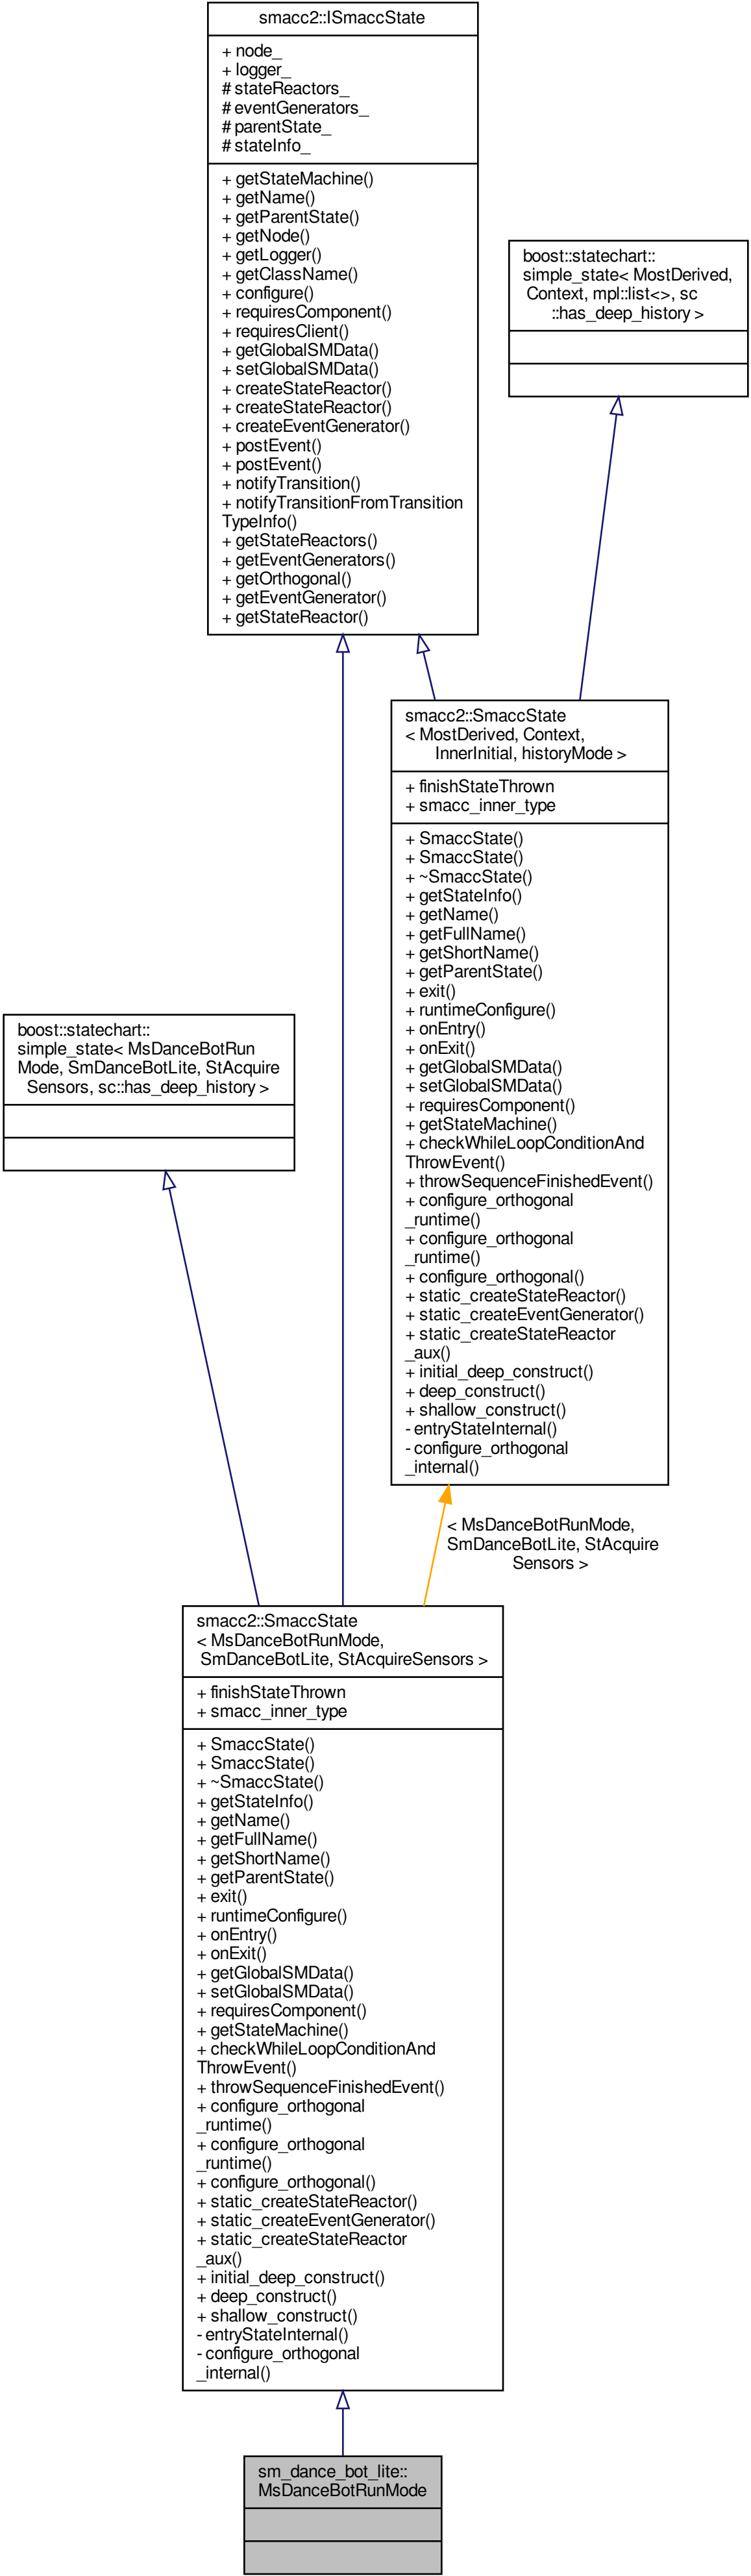 smacc2::ISmaccState
+ node_
+ logger_
# stateReactors_
# eventGenerators_
# parentState_
# stateInfo_
+ getStateMachine()
+ getName()
+ getParentState()
+ getNode()
+ getLogger()
+ getClassName()
+ configure()
+ requiresComponent()
+ requiresClient()
+ getGlobalSMData()
+ setGlobalSMData()
+ createStateReactor()
+ createStateReactor()
+ createEventGenerator()
+ postEvent()
+ postEvent()
+ notifyTransition()
+ notifyTransitionFromTransition
TypeInfo()
+ getStateReactors()
+ getEventGenerators()
+ getOrthogonal()
+ getEventGenerator()
+ getStateReactor()
boost::statechart::
simple_state< MostDerived,
Context, mpl::list<>, sc
::has_deep_history >
smacc2::SmaccState
< MostDerived, Context,
InnerInitial, historyMode >
+ finishStateThrown
+ smacc_inner_type
+ SmaccState()
+ SmaccState()
+ ~SmaccState()
+ getStateInfo()
+ getName()
+ getFullName()
+ getShortName()
+ getParentState()
+ exit()
+ runtimeConfigure()
+ onEntry()
+ onExit()
+ getGlobalSMData()
+ setGlobalSMData()
+ requiresComponent()
+ getStateMachine()
+ checkWhileLoopConditionAnd
ThrowEvent()
+ throwSequenceFinishedEvent()
+ configure_orthogonal
_runtime()
+ configure_orthogonal
_runtime()
+ configure_orthogonal()
+ static_createStateReactor()
+ static_createEventGenerator()
+ static_createStateReactor
_aux()
+ initial_deep_construct()
+ deep_construct()
+ shallow_construct()
- entryStateInternal()
- configure_orthogonal
_internal()
boost::statechart::
simple_state< MsDanceBotRun
Mode, SmDanceBotLite, StAcquire
Sensors, sc::has_deep_history >
< MsDanceBotRunMode,
SmDanceBotLite, StAcquire
Sensors >
smacc2::SmaccState
< MsDanceBotRunMode,
SmDanceBotLite, StAcquireSensors >
+ finishStateThrown
+ smacc_inner_type
+ SmaccState()
+ SmaccState()
+ ~SmaccState()
+ getStateInfo()
+ getName()
+ getFullName()
+ getShortName()
+ getParentState()
+ exit()
+ runtimeConfigure()
+ onEntry()
+ onExit()
+ getGlobalSMData()
+ setGlobalSMData()
+ requiresComponent()
+ getStateMachine()
+ checkWhileLoopConditionAnd
ThrowEvent()
+ throwSequenceFinishedEvent()
+ configure_orthogonal
_runtime()
+ configure_orthogonal
_runtime()
+ configure_orthogonal()
+ static_createStateReactor()
+ static_createEventGenerator()
+ static_createStateReactor
_aux()
+ initial_deep_construct()
+ deep_construct()
+ shallow_construct()
- entryStateInternal()
- configure_orthogonal
_internal()
sm_dance_bot_lite::
MsDanceBotRunMode